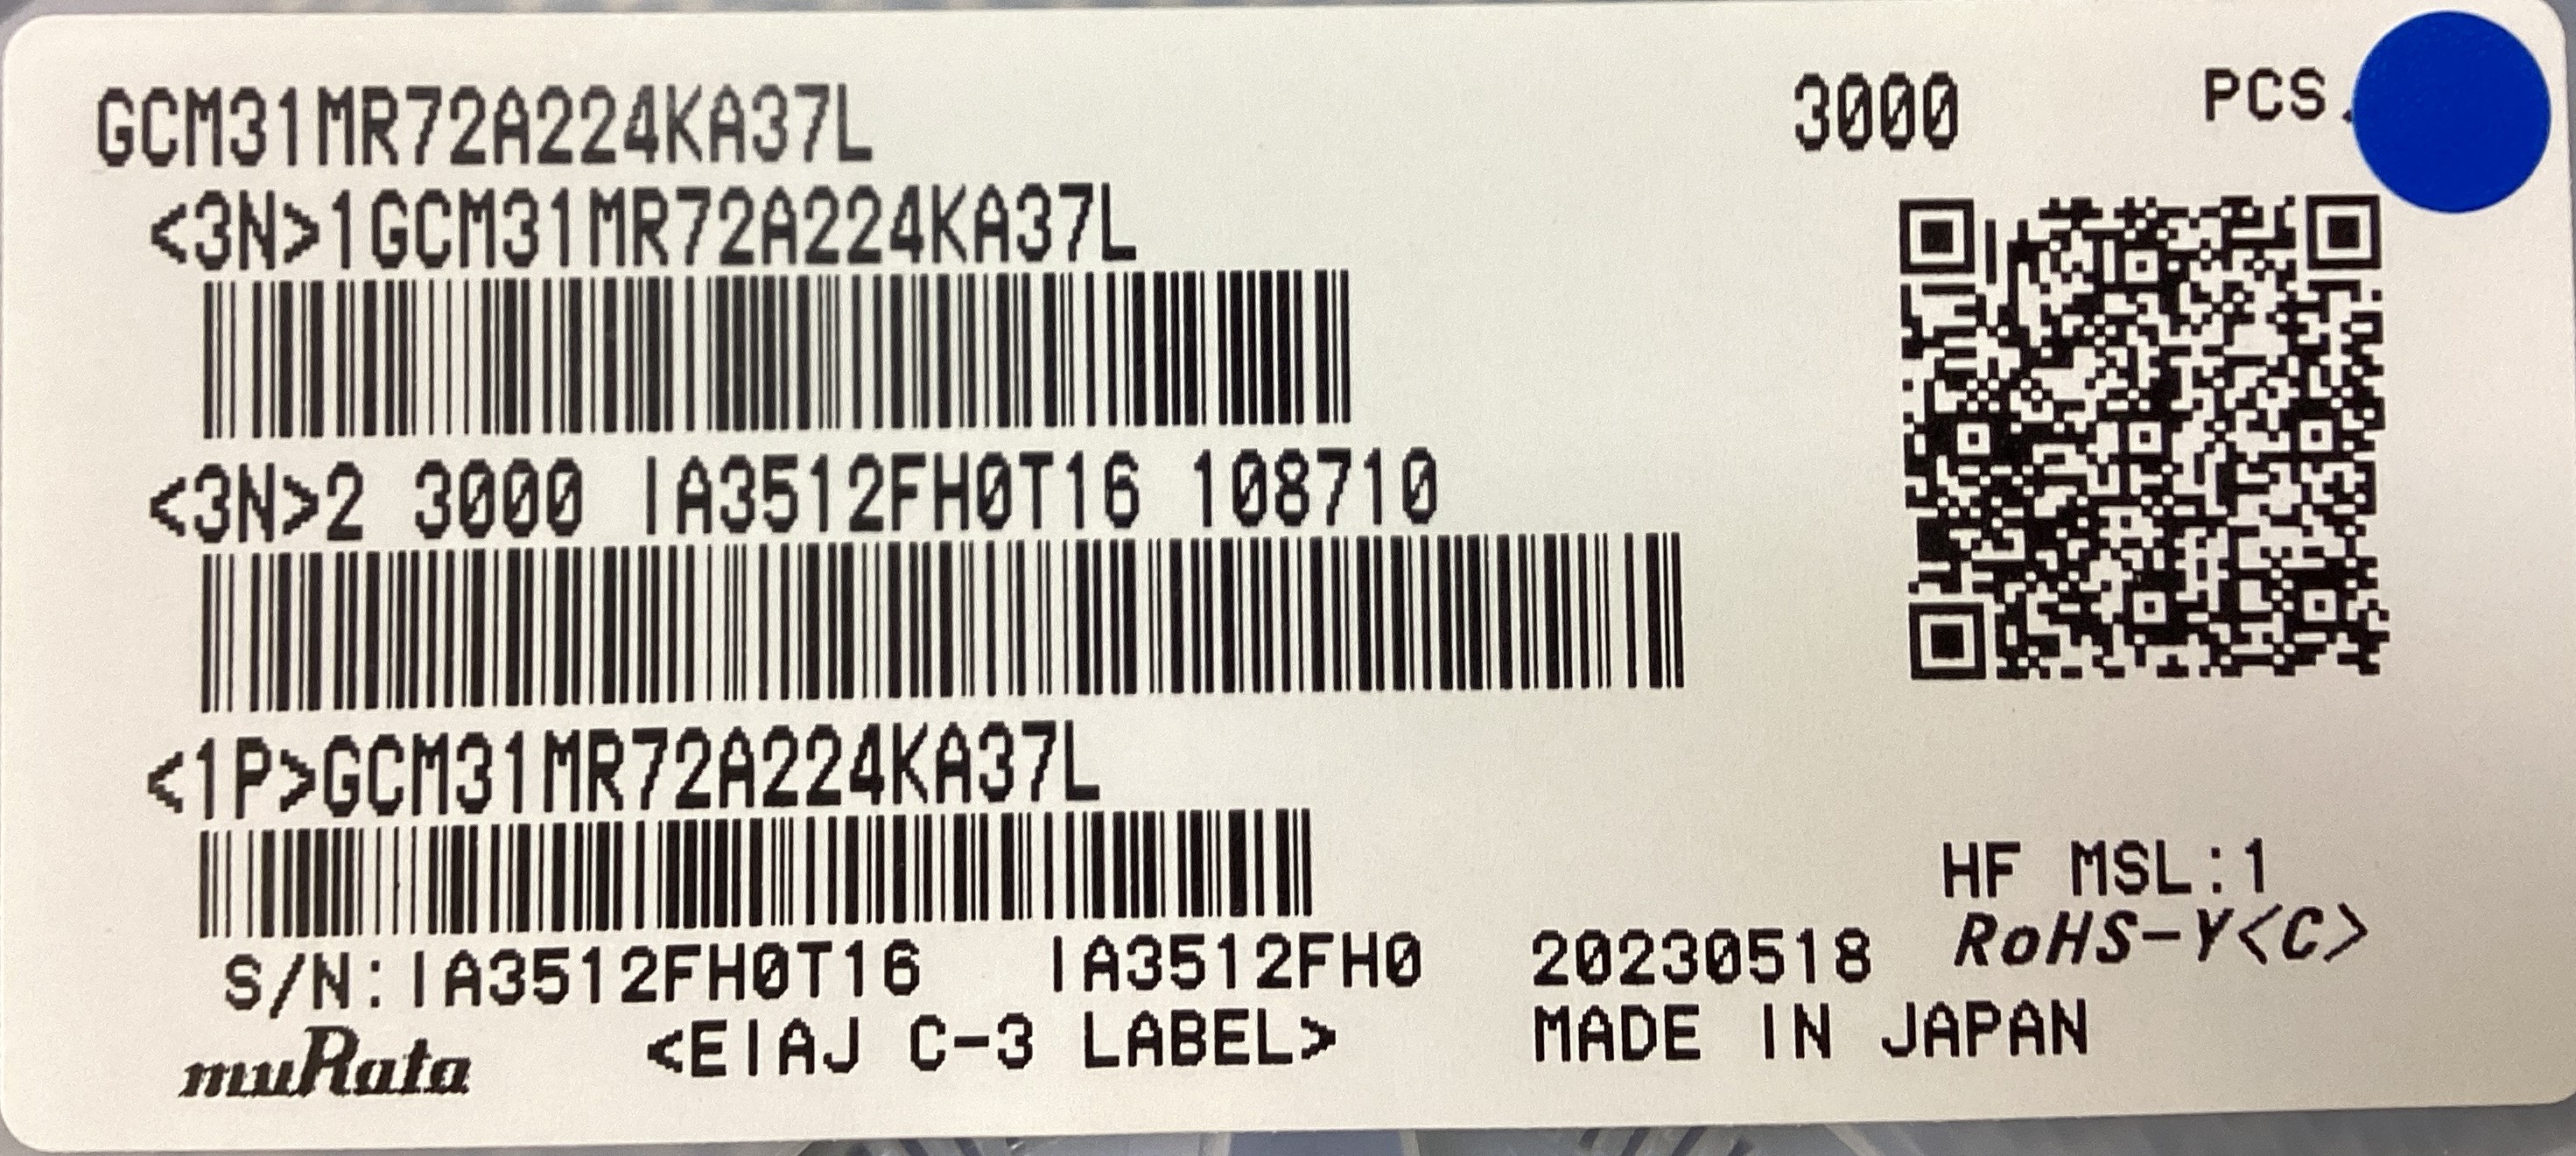 GCM31MR72A224KA37L 3000 PCS.
<3N>1GCM31MR72A224KA37L
<3N>2 3000 IA3512FH0T16 108710
<1P>GCM31MR72A224KA37L
HF MSL:1
RoHS-Y<C>
S/N:IA3512FH0T16 IA3512FH0 20230518
muRata <EIAJ C-3 LABEL> MADE IN JAPAN